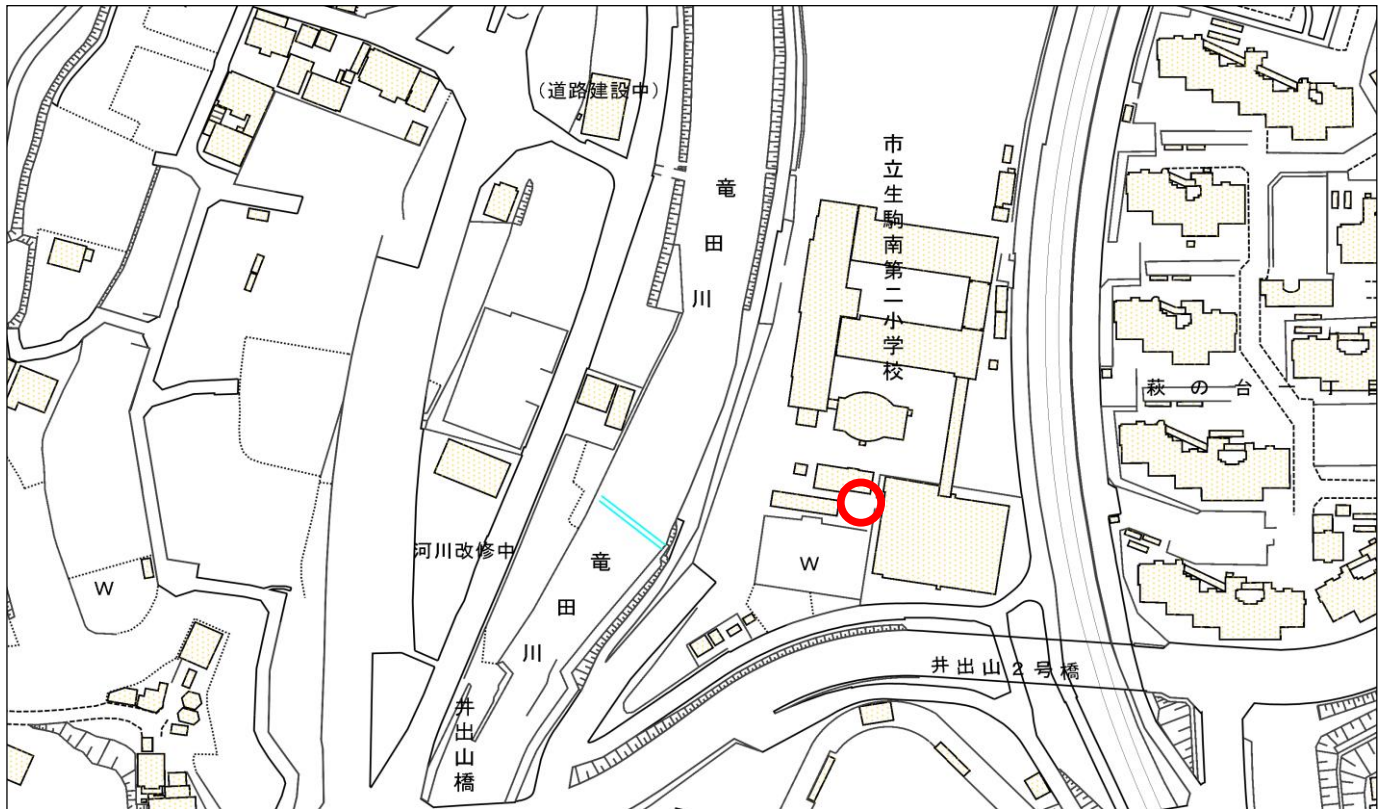 （道路建設中）
市立生駒南第二小学校
竜田川
萩の台一丁目
河川改修中
竜田川
W
W
井出山2号橋
井出山橋